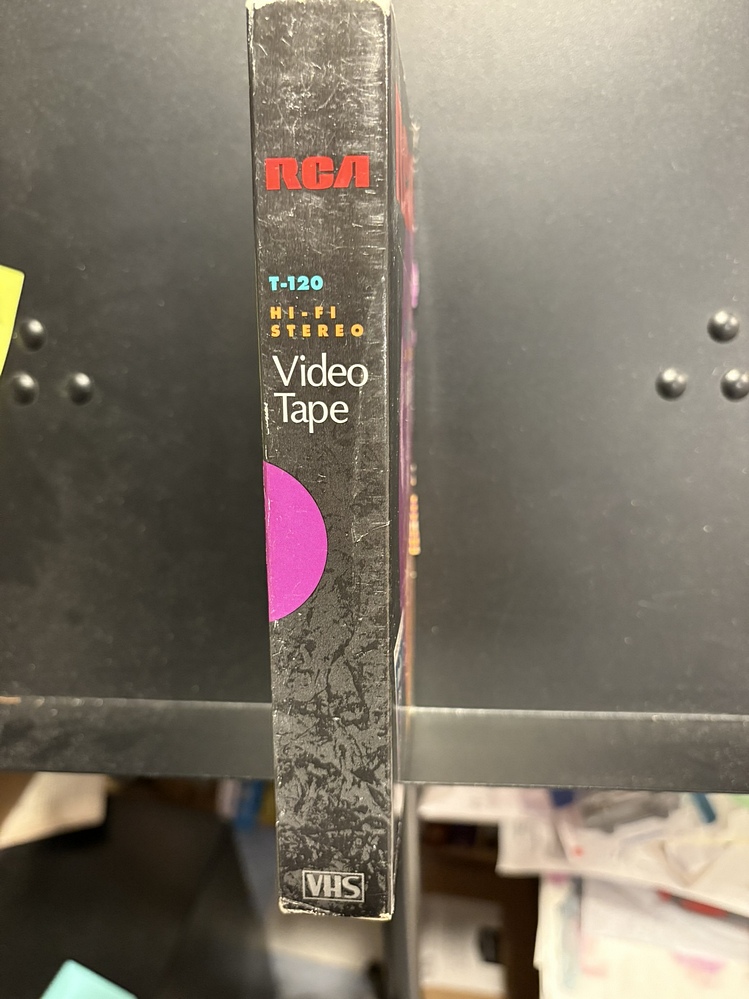 RCA
T-120
HI-FI
STEREO
Video
Tape
VHS